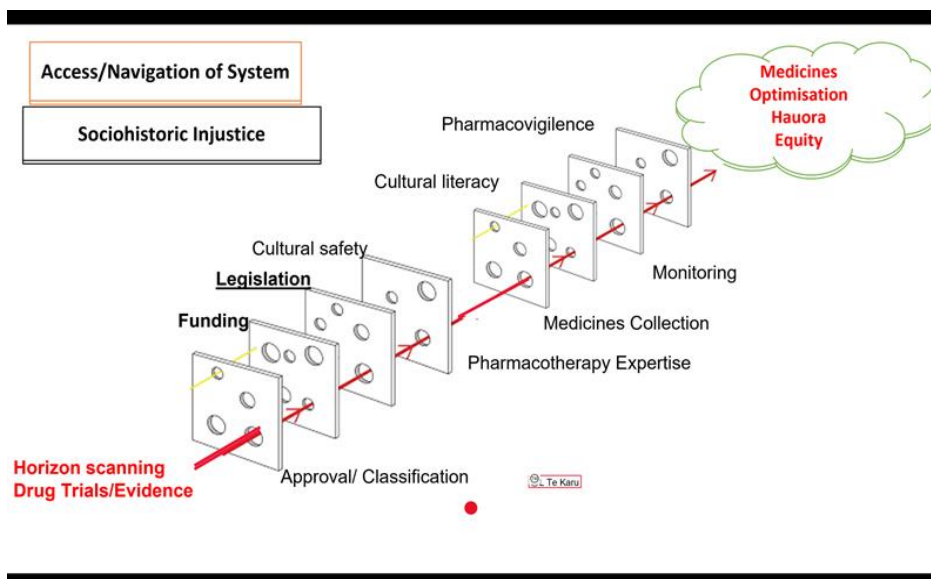 Access/Navigation of System
Sociohistoric Injustice
Medicines
Optimisation
Hauora
Equity
Pharmacovigilence
Cultural literacy
Cultural safety
Legislation
Funding
Monitoring
Medicines Collection
Pharmacotherapy Expertise
Approval/ Classification
Horizon scanning
Drug Trials/Evidence
L Te Karu